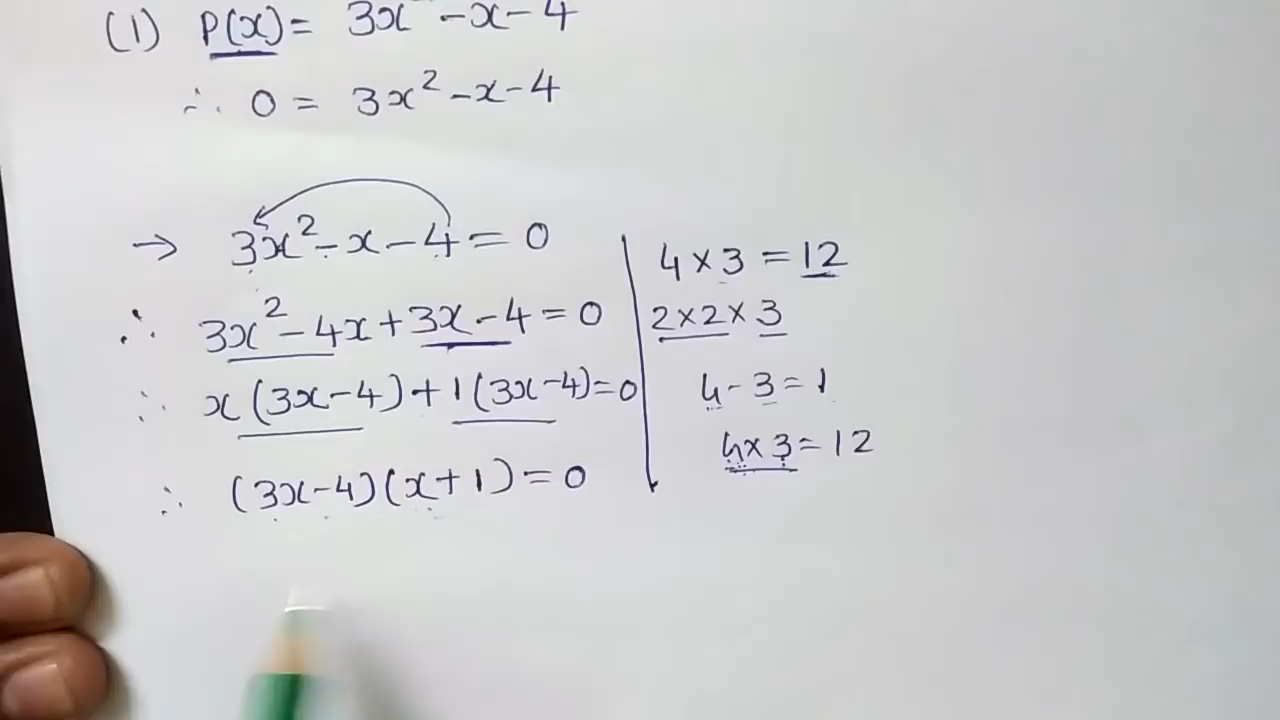 (1) P(x) = 3x² - x - 4
∴ 0 = 3x² - x - 4
→ 3x² - x - 4 = 0
∴ 3x² - 4x + 3x - 4 = 0
∴ x(3x - 4) + 1(3x - 4) = 0
∴ (3x - 4)(x + 1) = 0
4 × 3 = 12
2 × 2 × 3
4 - 3 = 1
4 × 3 = 12